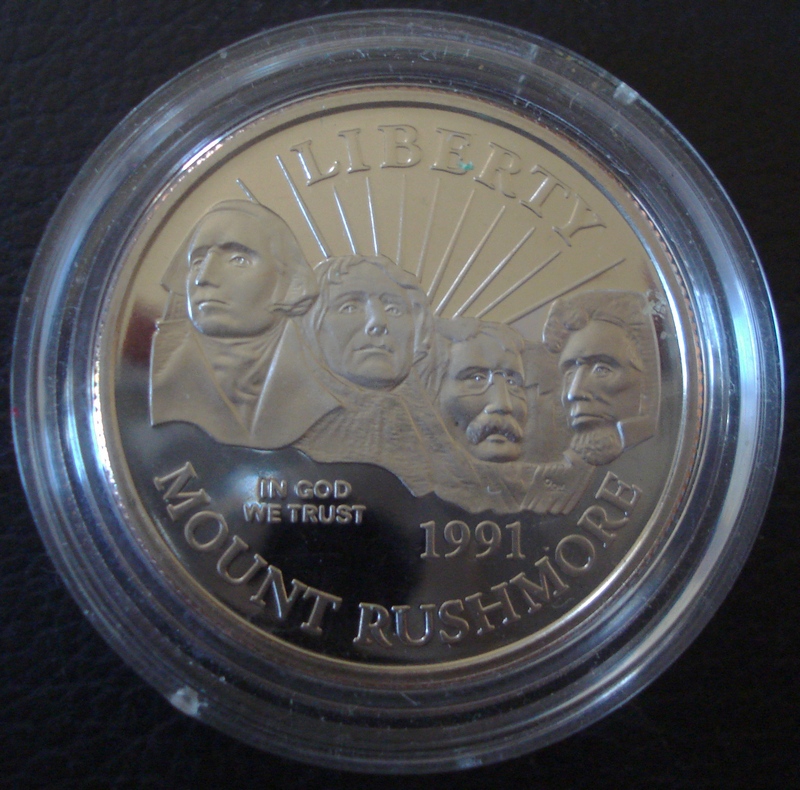 LIBERTY
IN GOD
WE TRUST
1991
MOUNT RUSHMORE